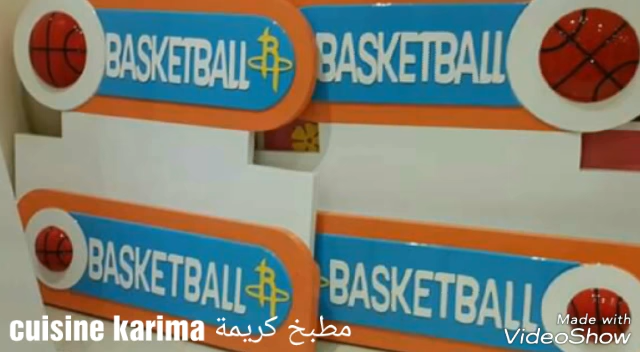 BASKETBALL R
BASKETBALL
BASKETBALL R
BASKETBALL
cuisine karima مطبخ كريمة
Made with
VideoShow